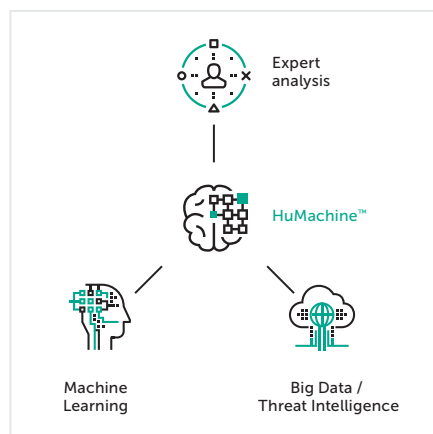 Expert
analysis
HuMachine™
Machine
Learning
Big Data /
Threat Intelligence